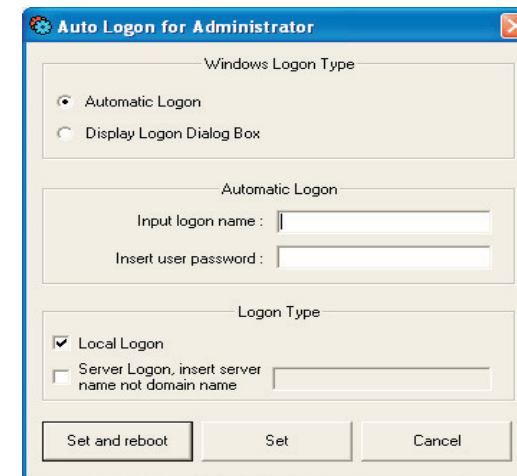 Auto Logon for Administrator
Windows Logon Type
Automatic Logon
Display Logon Dialog Box
Automatic Logon
Input logon name :
Insert user password :
Logon Type
Local Logon
Server Logon, insert server
name not domain name
Set and reboot
Set
Cancel